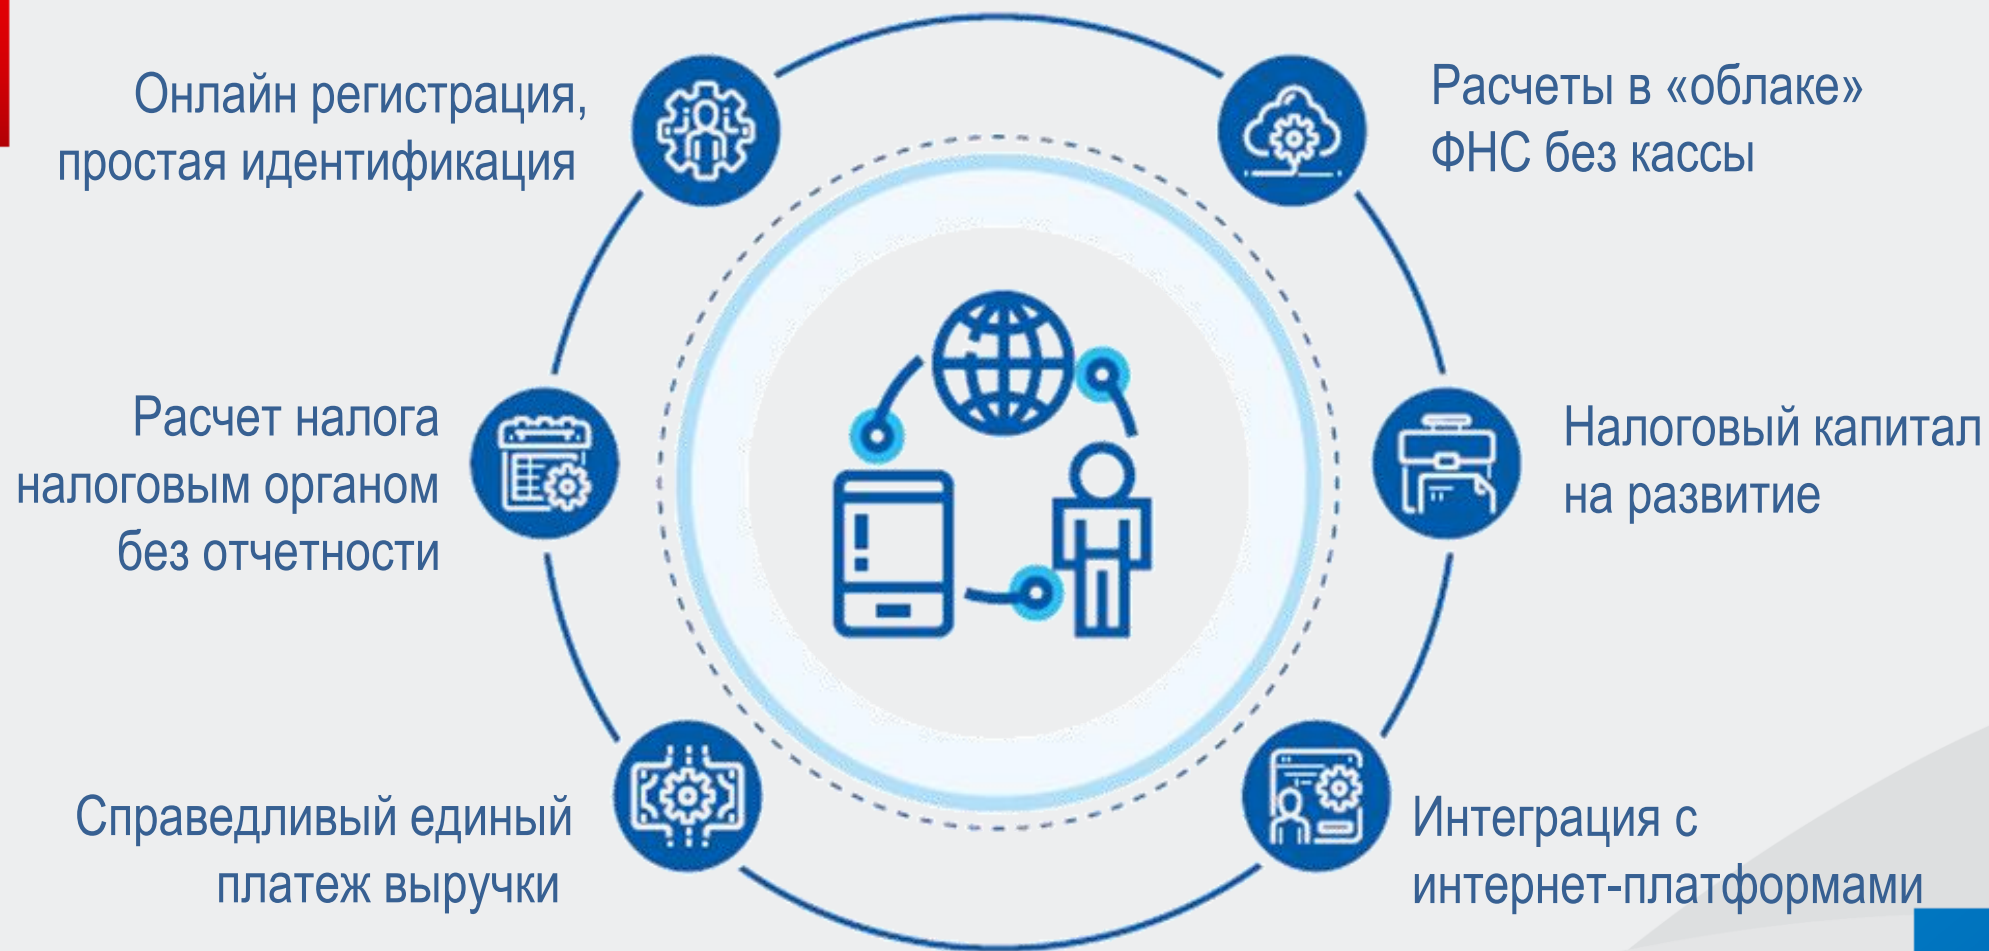 Онлайн регистрация,
простая идентификация
Расчеты в «облаке»
ФНС без кассы
Расчет налога
налоговым органом
без отчетности
Налоговый капитал
на развитие
Справедливый единый
платеж выручки
Интеграция с
интернет-платформами